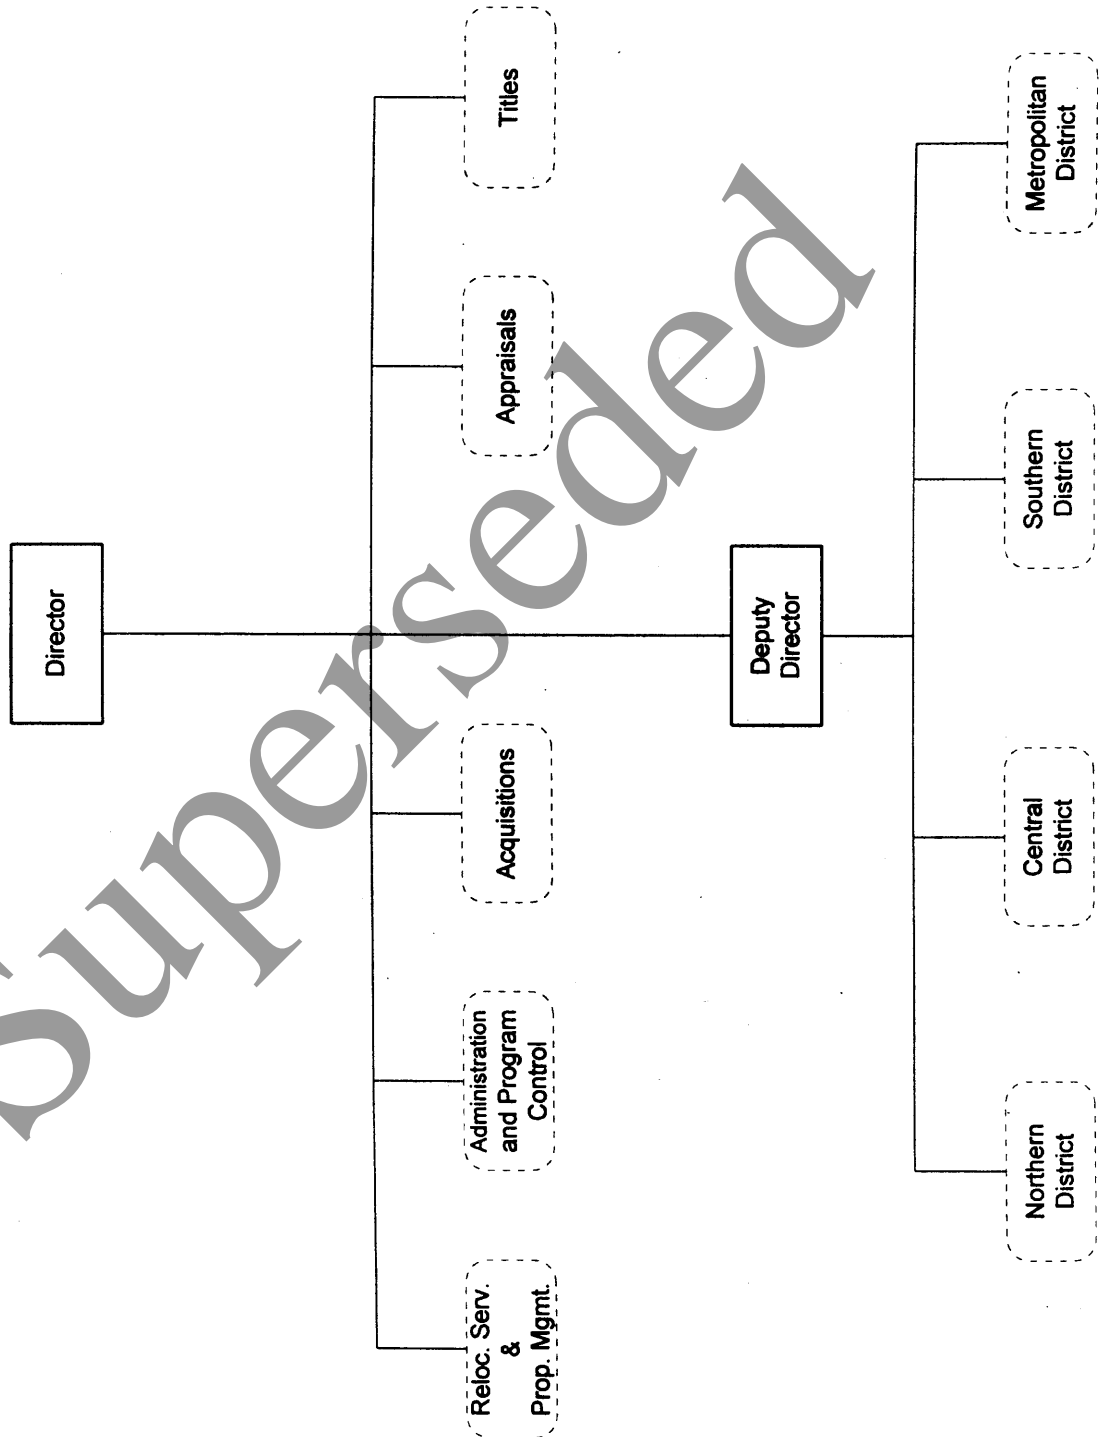 Director
Reloc. Serv.
&
Prop. Mgmt.
Administration
and Program
Control
Acquisitions
Appraisals
Titles
Deputy
Director
Northern
District
Central
District
Southern
District
Metropolitan
District
Superseded